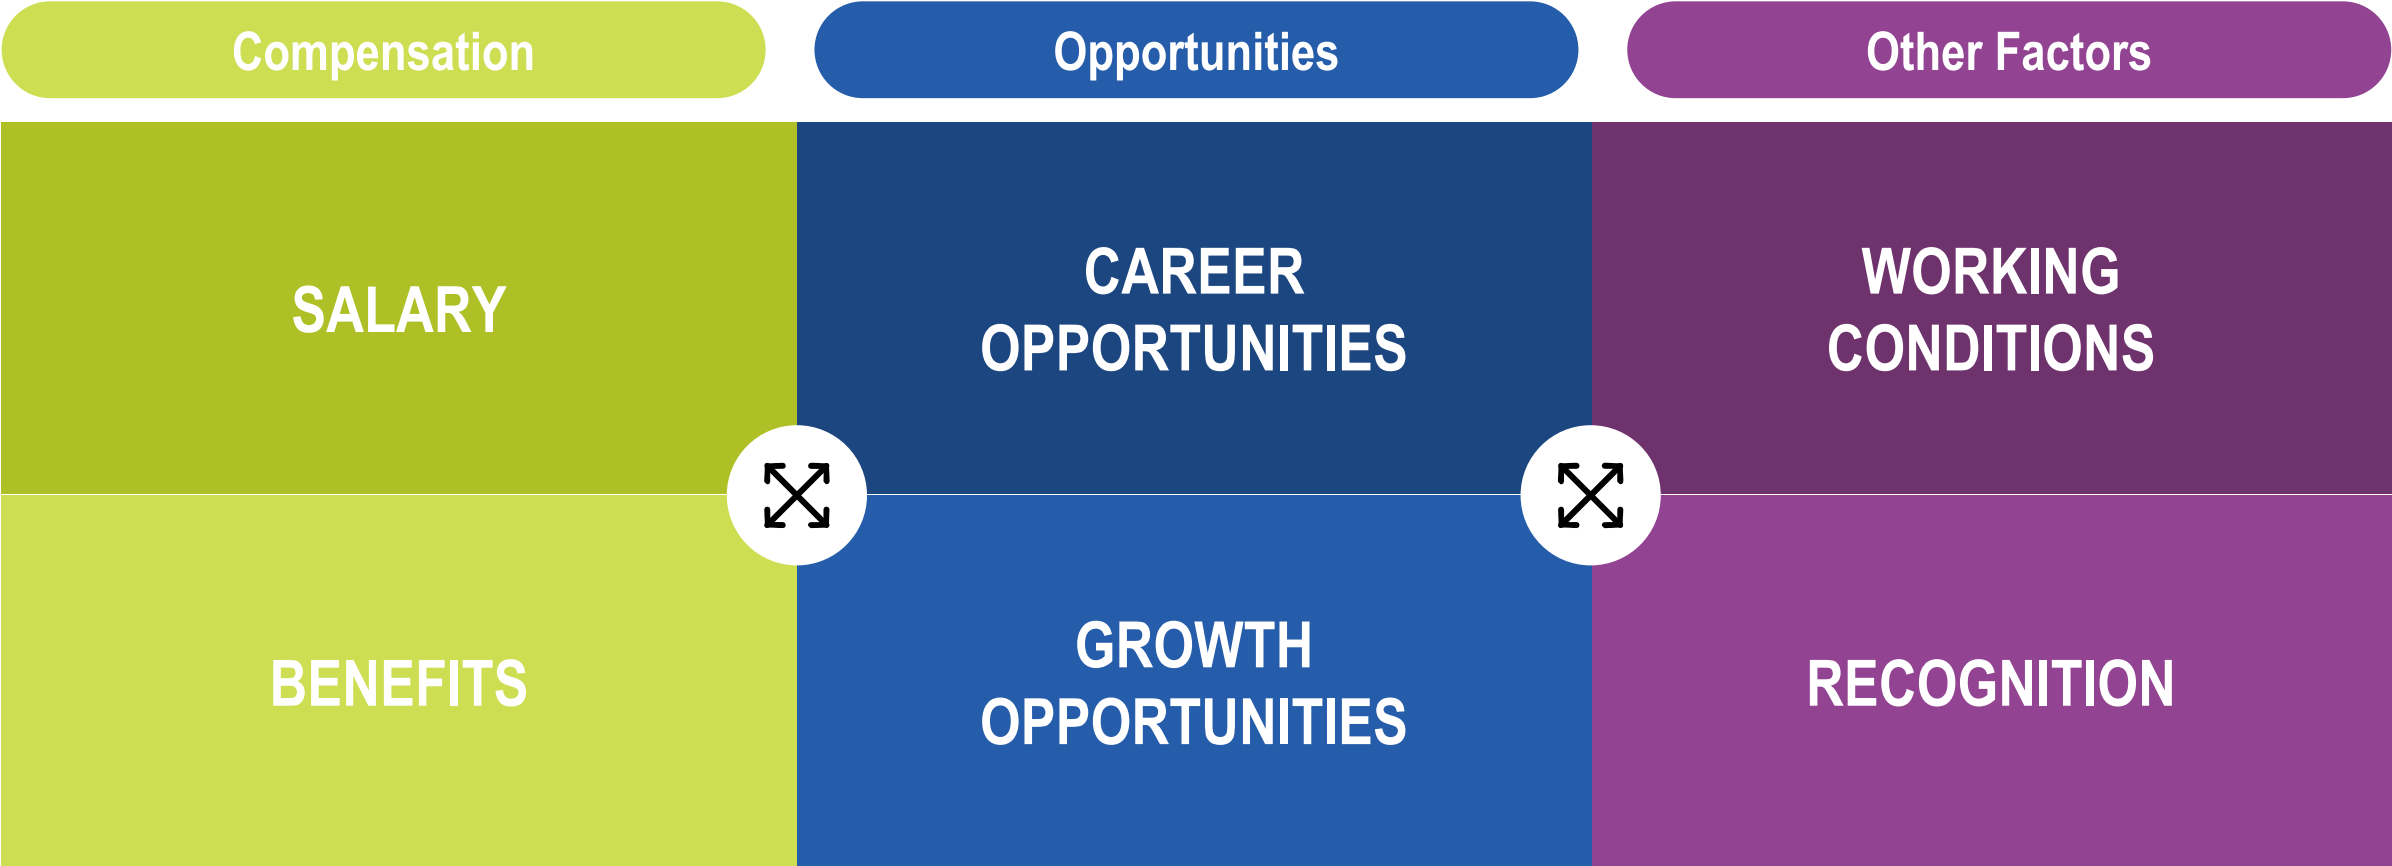 Compensation
Opportunities
Other Factors
SALARY
CAREER
OPPORTUNITIES
WORKING
CONDITIONS
BENEFITS
GROWTH
OPPORTUNITIES
RECOGNITION